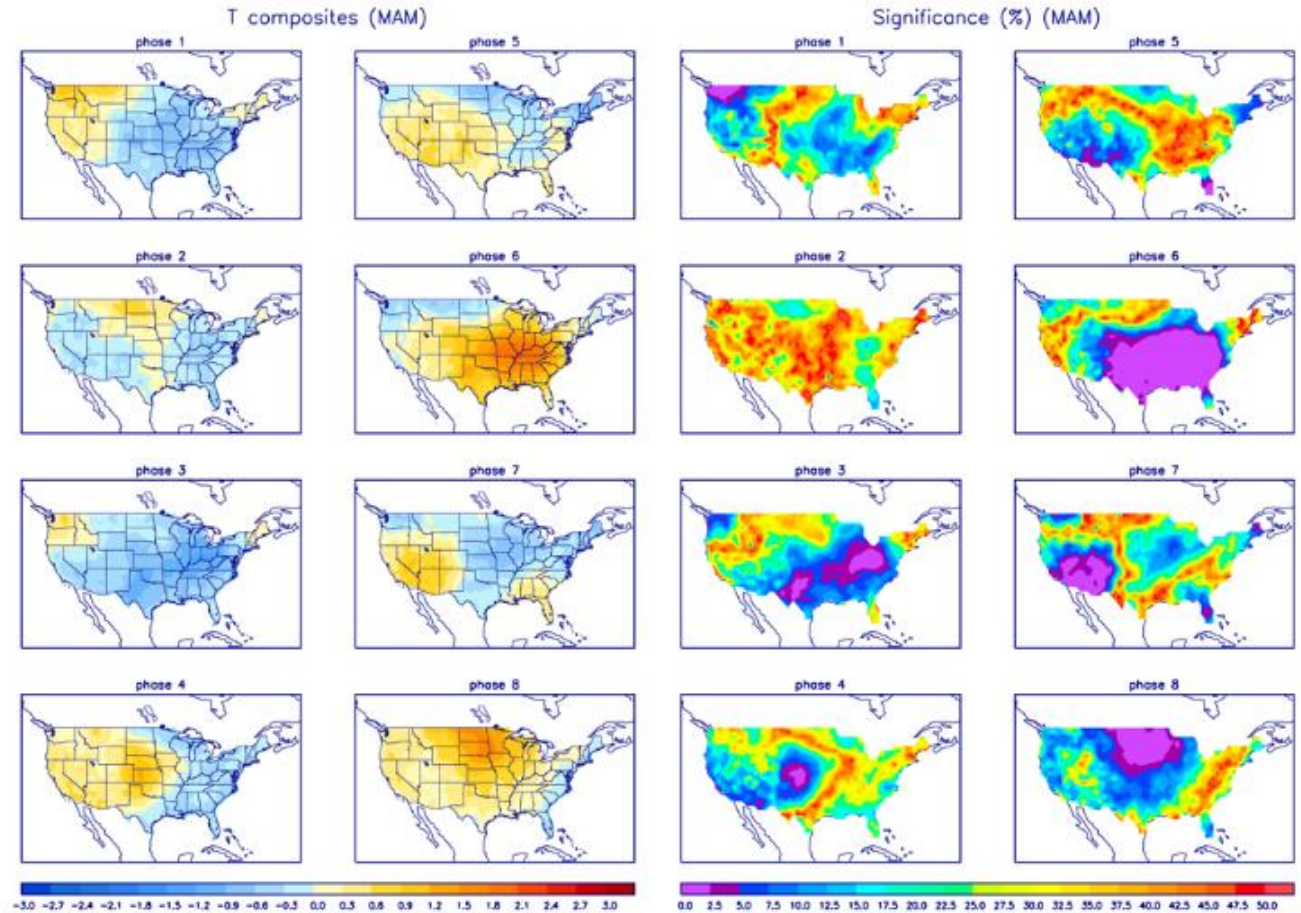 T composites (MAM) Significance (%) (MAM)
phase 1 phase 5 phase 1 phase 5
phase 2 phase 6 phase 2 phase 6
phase 3 phase 7 phase 3 phase 7
phase 4 phase 8 phase 4 phase 8
-3.0 -2.7 -2.4 -2.1 -1.8 -1.5 -1.2 -0.9 -0.6 -0.3 0.0 0.3 0.6 0.9 1.2 1.5 1.8 2.1 2.4 2.7 3.0 0.0 2.5 5.0 7.5 10.0 12.5 15.0 17.5 20.0 22.5 25.0 27.5 30.0 32.5 35.0 37.5 40.0 42.5 45.0 47.5 50.0